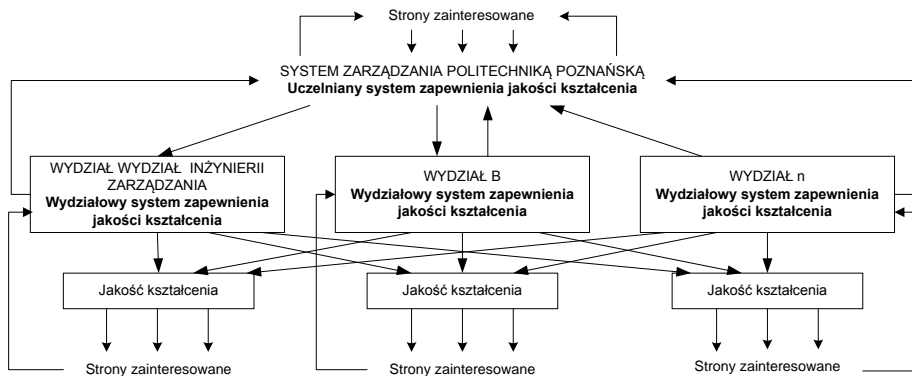 Strony zainteresowane
SYSTEM ZARZĄDZANIA POLITECHNIKĄ POZNAŃSKĄ
Uczelniany system zapewnienia jakości kształcenia
WYDZIAŁ WYDZIAŁ INŻYNIERII
ZARZĄDZANIA
Wydziałowy system zapewnienia
jakości kształcenia
WYDZIAŁ B
Wydziałowy system zapewnienia
jakości kształcenia
WYDZIAŁ n
Wydziałowy system zapewnienia
jakości kształcenia
Jakość kształcenia
Jakość kształcenia
Jakość kształcenia
Strony zainteresowane
Strony zainteresowane
Strony zainteresowane